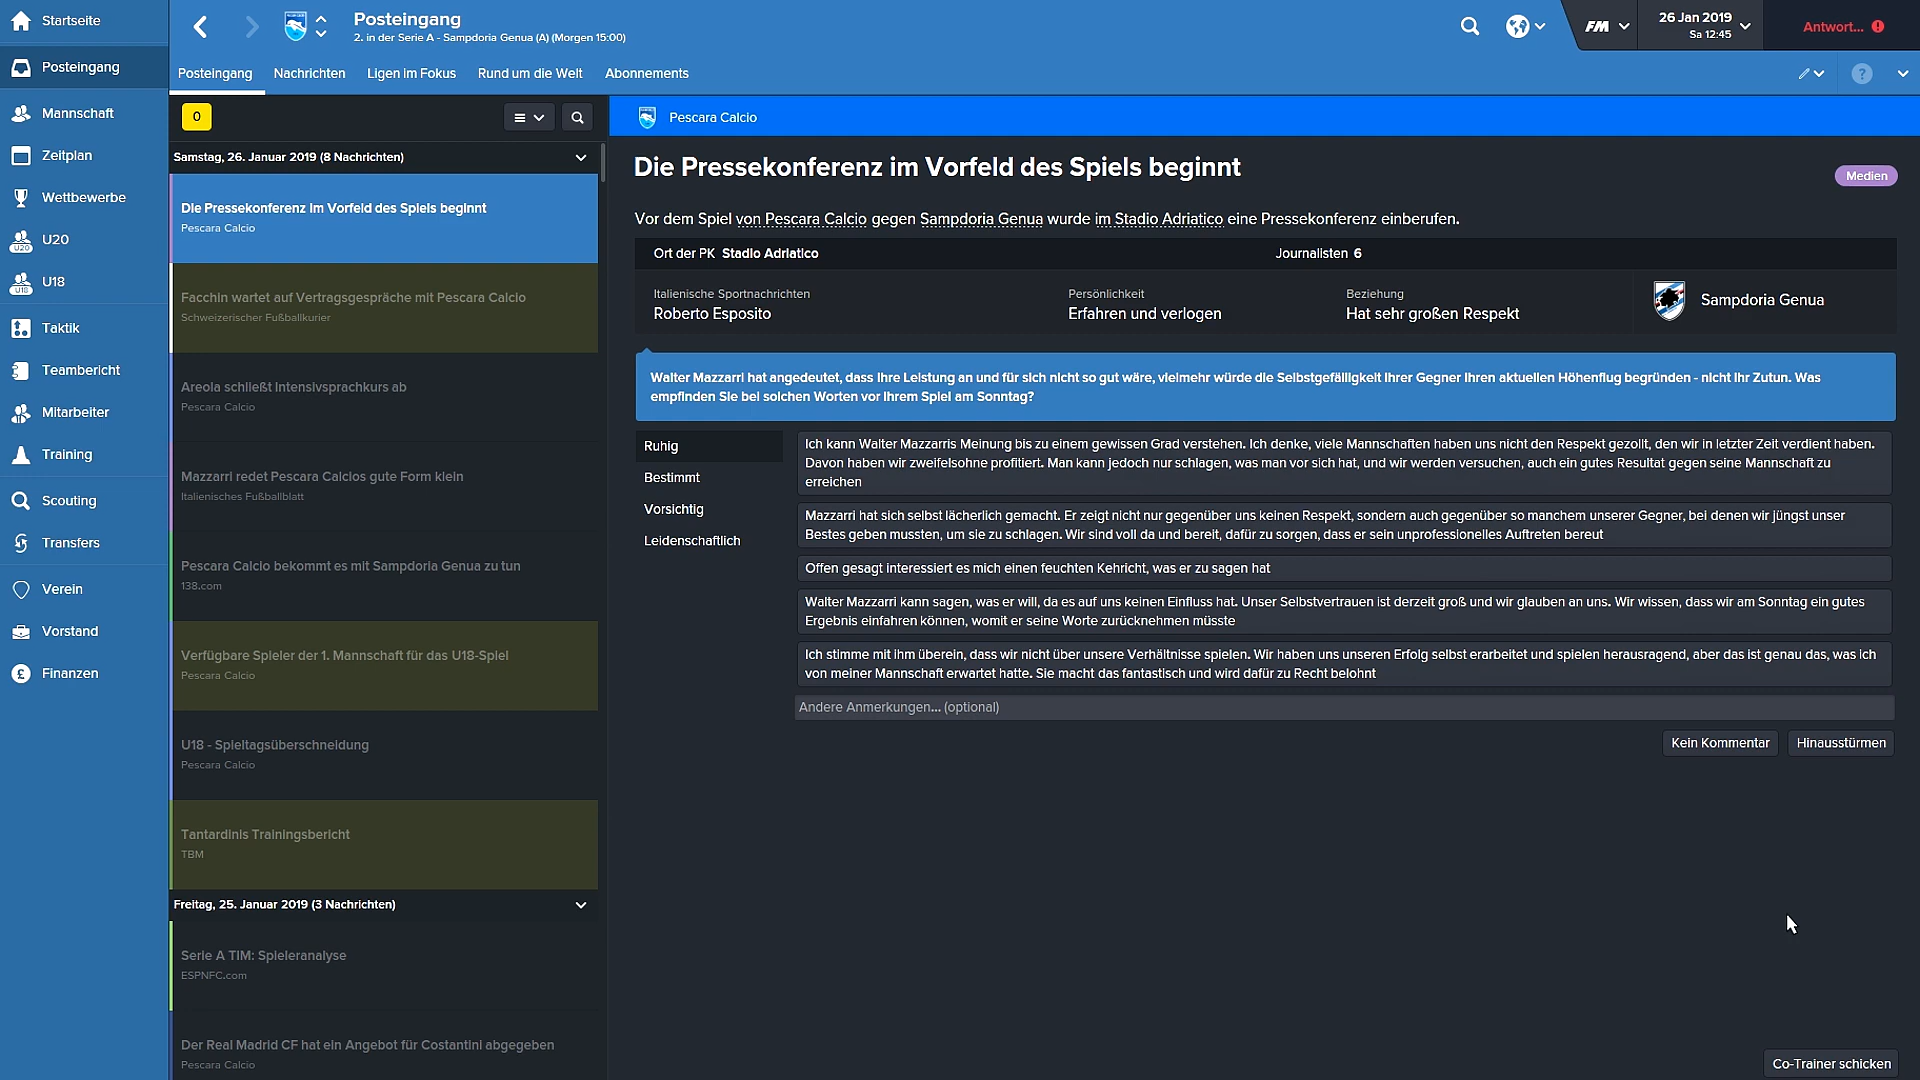 Startseite
Posteingang
Mannschaft
Zeitplan
Wettbewerbe
U20
U18
Taktik
Teambericht
Mitarbeiter
Training
Scouting
Transfers
Verein
Vorstand
Finanzen
Posteingang
2. in der Serie A - Sampdoria Genua (A) (Morgen 15:00)
FM
26 Jan 2019
Sa 12:45
Antwort...
Posteingang Nachrichten Ligen im Fokus Rund um die Welt Abonnements
0
Samstag, 26. Januar 2019 (8 Nachrichten)
Die Pressekonferenz im Vorfeld des Spiels beginnt
Pescara Calcio
Facchin wartet auf Vertragsgespräche mit Pescara Calcio
Schweizerischer Fußballkurier
Areola schließt Intensivsprachkurs ab
Pescara Calcio
Mazzarri redet Pescara Calcios gute Form klein
Italienisches Fußballblatt
Pescara Calcio bekommt es mit Sampdoria Genua zu tun
138.com
Verfügbare Spieler der 1. Mannschaft für das U18-Spiel
Pescara Calcio
U18 - Spieltagsüberschneidung
Pescara Calcio
Tantardinis Trainingsbericht
TBM
Freitag, 25. Januar 2019 (3 Nachrichten)
Serie A TIM: Spieleranalyse
ESPNFC.com
Der Real Madrid CF hat ein Angebot für Costantini abgegeben
Pescara Calcio
Pescara Calcio
Die Pressekonferenz im Vorfeld des Spiels beginnt
Medien
Vor dem Spiel von Pescara Calcio gegen Sampdoria Genua wurde im Stadio Adriatico eine Pressekonferenz einberufen.
Ort der PK Stadio Adriatico
Journalisten 6
Italienische Sportnachrichten
Roberto Esposito
Persönlichkeit
Erfahren und verlogen
Beziehung
Hat sehr großen Respekt
Sampdoria Genua
Walter Mazzarri hat angedeutet, dass Ihre Leistung an und für sich nicht so gut wäre, vielmehr würde die Selbstgefälligkeit Ihrer Gegner Ihren aktuellen Höhenflug begründen - nicht Ihr Zutun. Was
empfinden Sie bei solchen Worten vor Ihrem Spiel am Sonntag?
Ruhig
Bestimmt
Vorsichtig
Leidenschaftlich
Ich kann Walter Mazzarris Meinung bis zu einem gewissen Grad verstehen. Ich denke, viele Mannschaften haben uns nicht den Respekt gezollt, den wir in letzter Zeit verdient haben.
Davon haben wir zweifelsohne profitiert. Man kann jedoch nur schlagen, was man vor sich hat, und wir werden versuchen, auch ein gutes Resultat gegen seine Mannschaft zu
erreichen
Mazzarri hat sich selbst lächerlich gemacht. Er zeigt nicht nur gegenüber uns keinen Respekt, sondern auch gegenüber so manchem unserer Gegner, bei denen wir jüngst unser
Bestes geben mussten, um sie zu schlagen. Wir sind voll da und bereit, dafür zu sorgen, dass er sein unprofessionelles Auftreten bereut
Offen gesagt interessiert es mich einen feuchten Kehricht, was er zu sagen hat
Walter Mazzarri kann sagen, was er will, da es auf uns keinen Einfluss hat. Unser Selbstvertrauen ist derzeit groß und wir glauben an uns. Wir wissen, dass wir am Sonntag ein gutes
Ergebnis einfahren können, womit er seine Worte zurücknehmen müsste
Ich stimme mit ihm überein, dass wir nicht über unsere Verhältnisse spielen. Wir haben uns unseren Erfolg selbst erarbeitet und spielen herausragend, aber das ist genau das, was ich
von meiner Mannschaft erwartet hatte. Sie macht das fantastisch und wird dafür zu Recht belohnt
Andere Anmerkungen... (optional)
Kein Kommentar
Hinausstürmen
Co-Trainer schicken